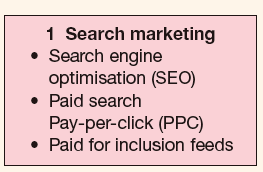 1 Search marketing
• Search engine
optimisation (SEO)
• Paid search
Pay-per-click (PPC)
• Paid for inclusion feeds